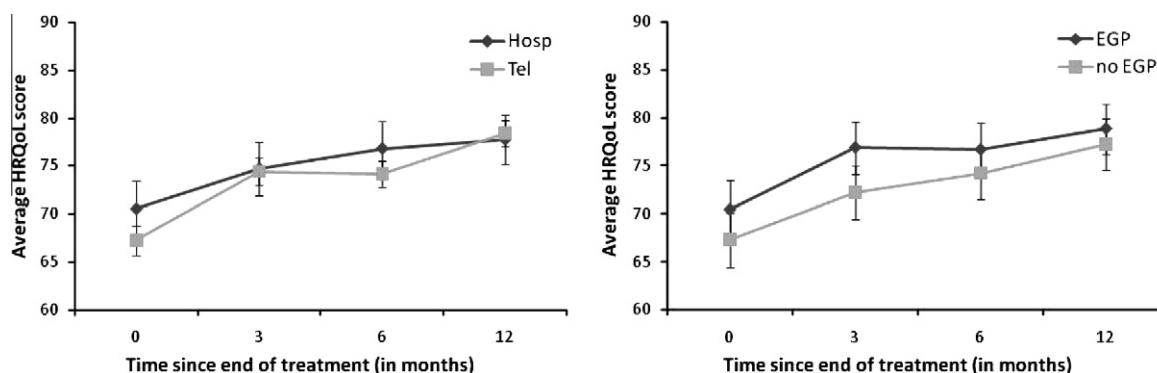 Average HRQoL score
90
85
80
75
70
65
60
Hosp
Tel
0 3 6 12
Time since end of treatment (in months)
Average HRQoL score
90
85
80
75
70
65
60
EGP
no EGP
0 3 6 12
Time since end of treatment (in months)